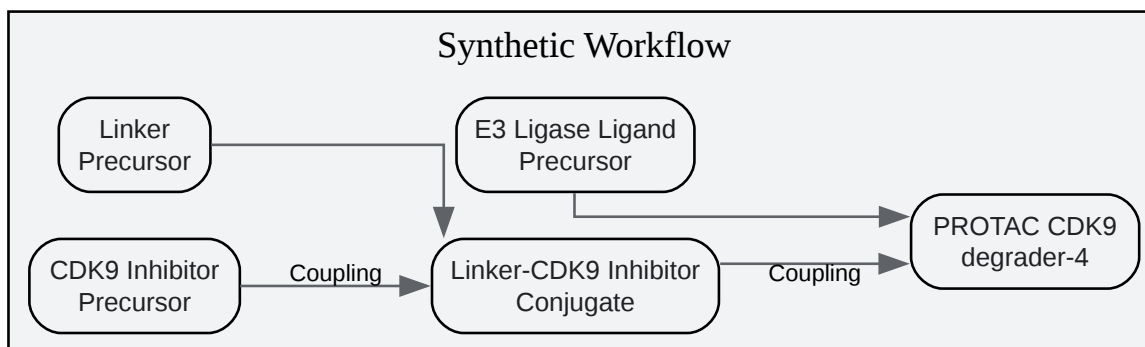 Synthetic Workflow
Linker
Precursor
E3 Ligase Ligand
Precursor
PROTAC CDK9
degrader-4
CDK9 Inhibitor
Precursor
Coupling
Linker-CDK9 Inhibitor
Conjugate
Coupling